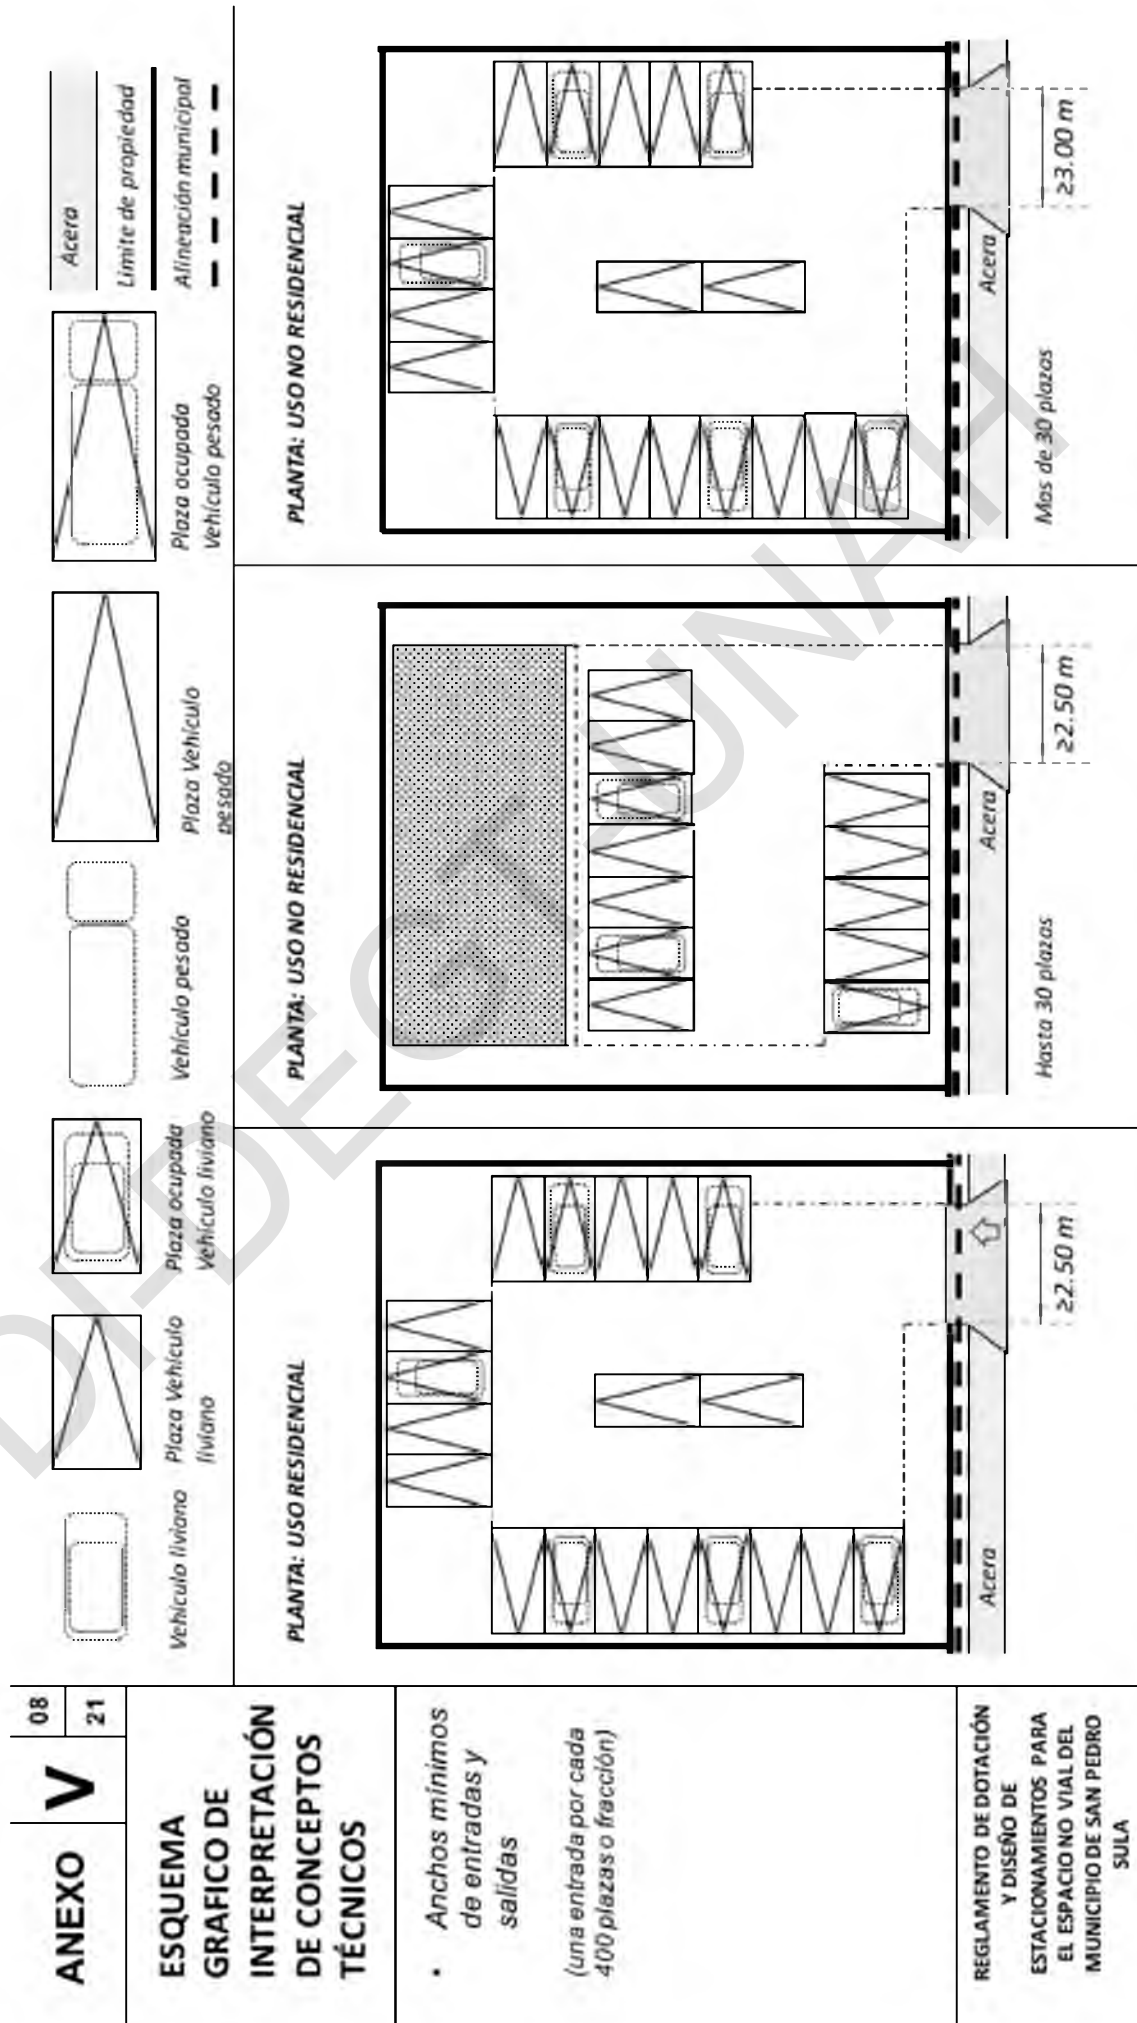 ANEXO
V
08
21
ESQUEMA
GRAFICO DE
INTERPRETACIÓN
DE CONCEPTOS
TÉCNICOS
• Anchos mínimos
de entradas y
salidas
(una entrada por cada
400 plazas o fracción)
REGLAMENTO DE DOTACIÓN
Y DISEÑO DE
ESTACIONAMIENTOS PARA
EL ESPACIO NO VIAL DEL
MUNICIPIO DE SAN PEDRO
SULA
Vehículo liviano
Plaza Vehículo
liviano
Plaza ocupada
Vehículo liviano
Vehículo pesado
Plaza Vehículo
pesado
Plaza ocupada
Vehículo pesado
Acera
Limite de propiedad
Alineación municipal
PLANTA: USO RESIDENCIAL
Acera
≥2.50 m
PLANTA: USO NO RESIDENCIAL
Acera
≥2.50 m
Hasta 30 plazas
PLANTA: USO NO RESIDENCIAL
Acera
≥3.00 m
Mas de 30 plazas
DI-DEGT-UNAH